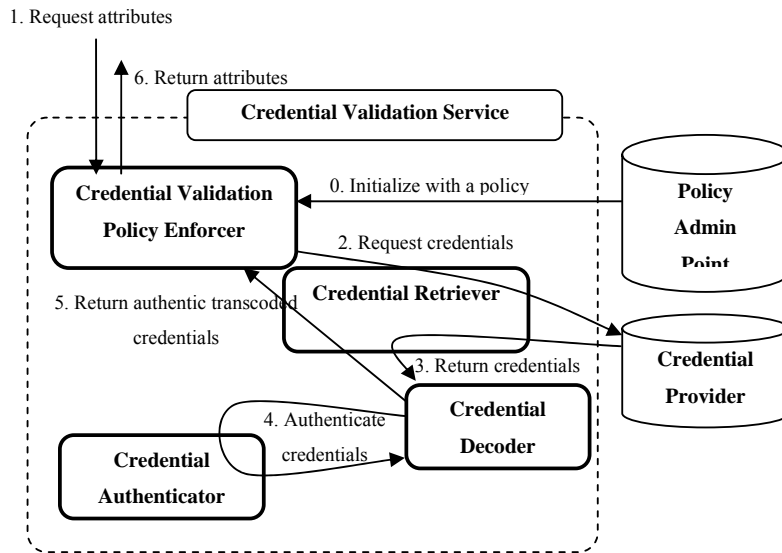 1. Request attributes
6. Return attributes
Credential Validation Service
Credential Validation
Policy Enforcer
0. Initialize with a policy
Policy
Admin
Point
2. Request credentials
Credential Retriever
5. Return authentic transcoded
credentials
3. Return credentials
Credential
Provider
4. Authenticate
credentials
Credential
Decoder
Credential
Authenticator